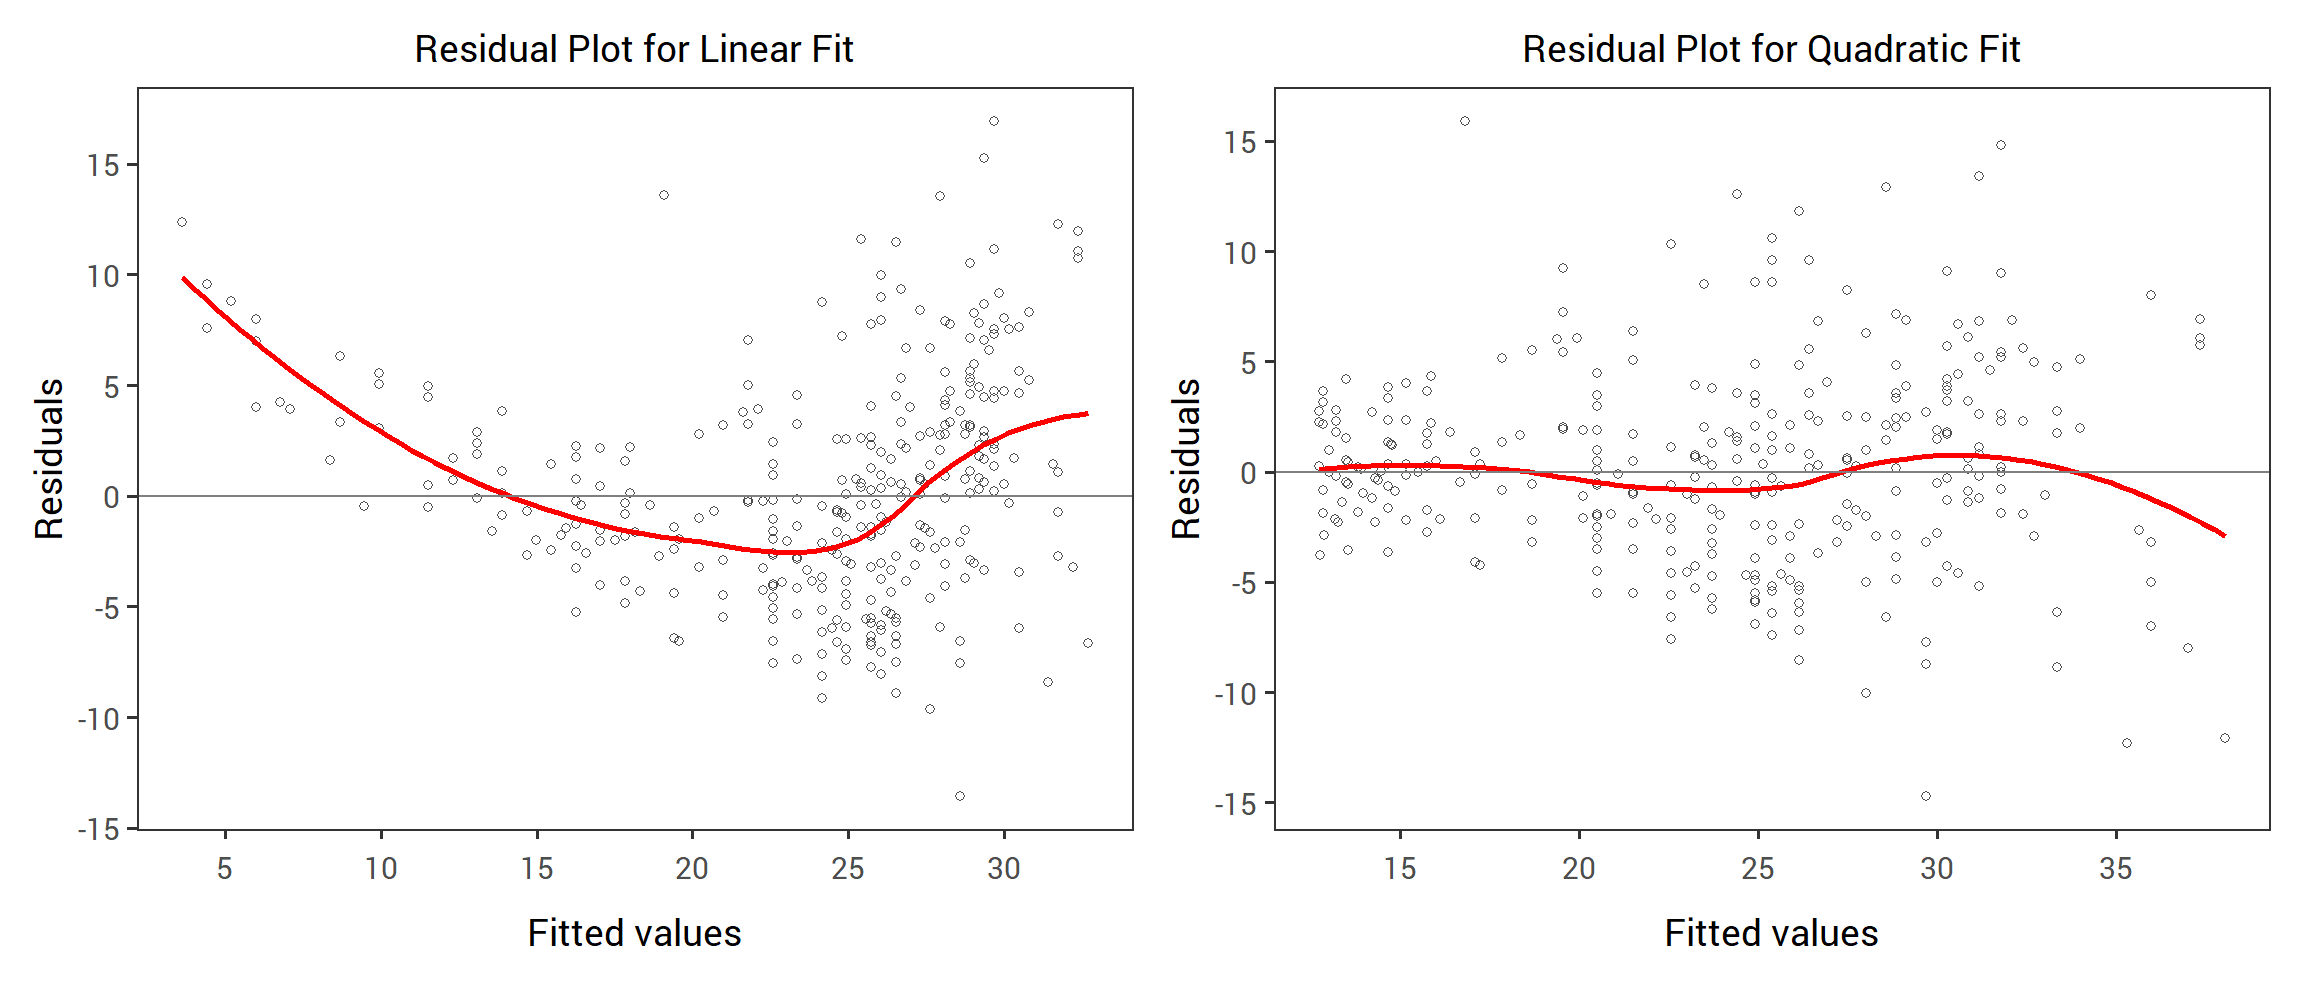 Residual Plot for Linear Fit
Residuals
15
10
5
0
-5
-10
-15
5 10 15 20 25 30
Fitted values
Residual Plot for Quadratic Fit
Residuals
15
10
5
0
-5
-10
-15
15 20 25 30 35
Fitted values